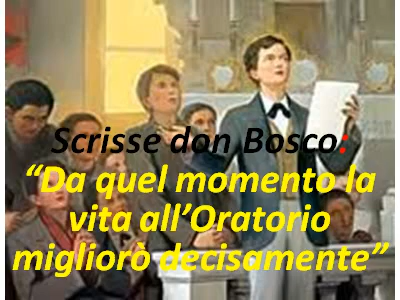 Scrisse don Bosco:
“Da quel momento la
vita all’Oratorio
migliorò decisamente”